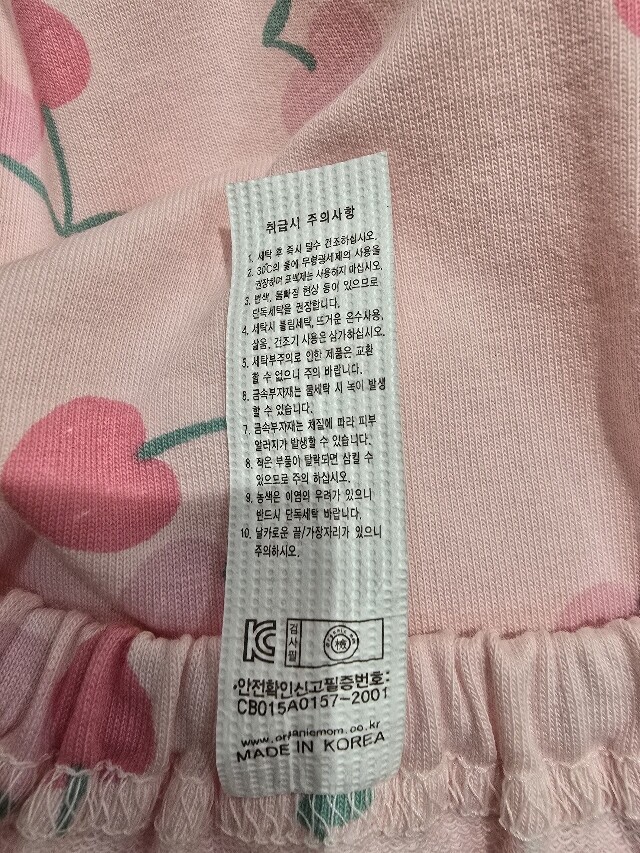 취급시 주의사항
1. 세탁 후 즉시 탈수 건조하십시오.
2. 30℃의 물에 무형광세제의 사용을
권장하며 표백제는 사용하지 마십시오.
3. 변색, 올퍼짐 현상 등이 있으므로
단독세탁을 권장합니다.
4. 세탁시 불림세탁, 뜨거운 온수사용,
삶음, 건조기 사용은 삼가하십시오.
5. 세탁부주의로 인한 제품은 교환
할 수 없으니 주의 바랍니다.
6. 금속부자재는 물세탁 시 녹이 발생
할 수 있습니다.
7. 금속부자재는 체질에 따라 피부
알러지가 발생할 수 있습니다.
8. 작은 부품이 탈락되면 삼킬 수
있으므로 주의 하십시오.
9. 농색은 이염의 우려가 있으니
반드시 단독세탁 바랍니다.
10. 날카로운 끝/가장자리가 있으니
주의하시오.
검사필 檢
•안전확인신고필증번호:
CB015A0157-2001
www.organicmom.co.kr
MADE IN KOREA